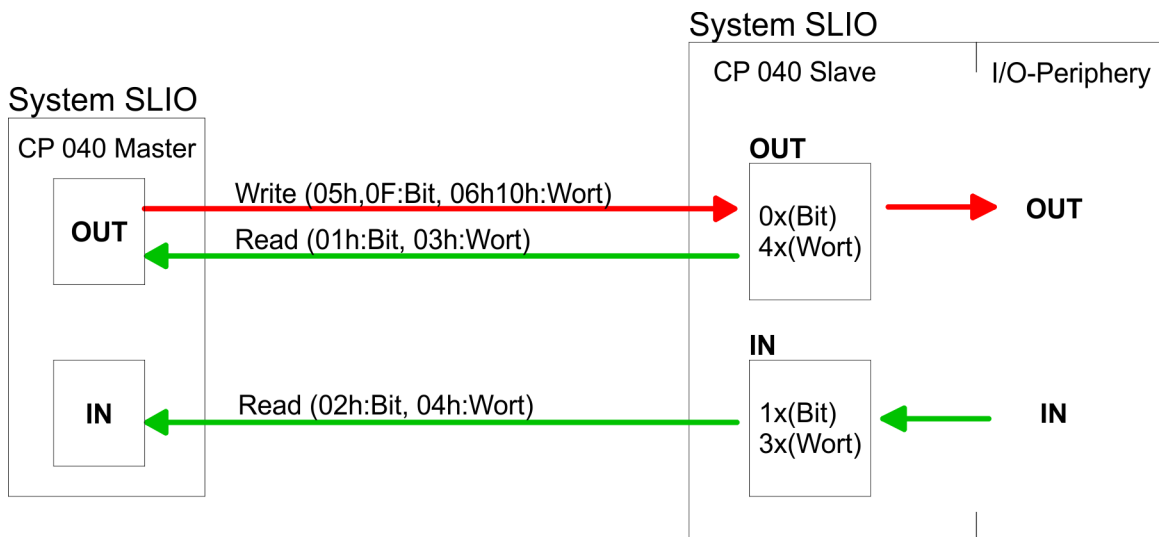 System SLIO
CP 040 Slave
I/O-Periphery
System SLIO
CP 040 Master
OUT
Write (05h,0F:Bit, 06h10h:Wort)
OUT
0x(Bit)
4x(Wort)
OUT
Read (01h:Bit, 03h:Wort)
IN
IN
Read (02h:Bit, 04h:Wort)
1x(Bit)
3x(Wort)
IN